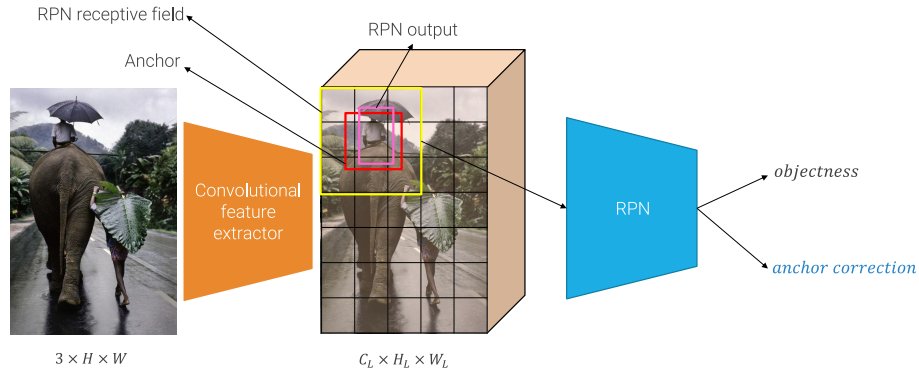 RPN receptive field
RPN output
Anchor
Convolutional
feature
extractor
RPN
objectness
anchor correction
3 × H × W
C_L × H_L × W_L